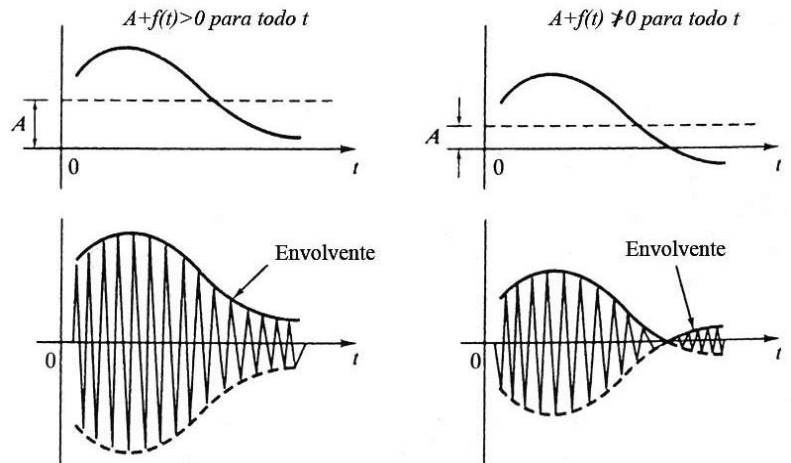 A+f(t)>0 para todo t
A+f(t) ≯0 para todo t
A
0
t
A
0
t
Envolvente
0
t
Envolvente
0
t